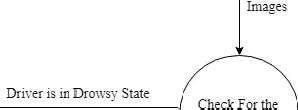 Images
Driver is in Drowsy State
Check For the